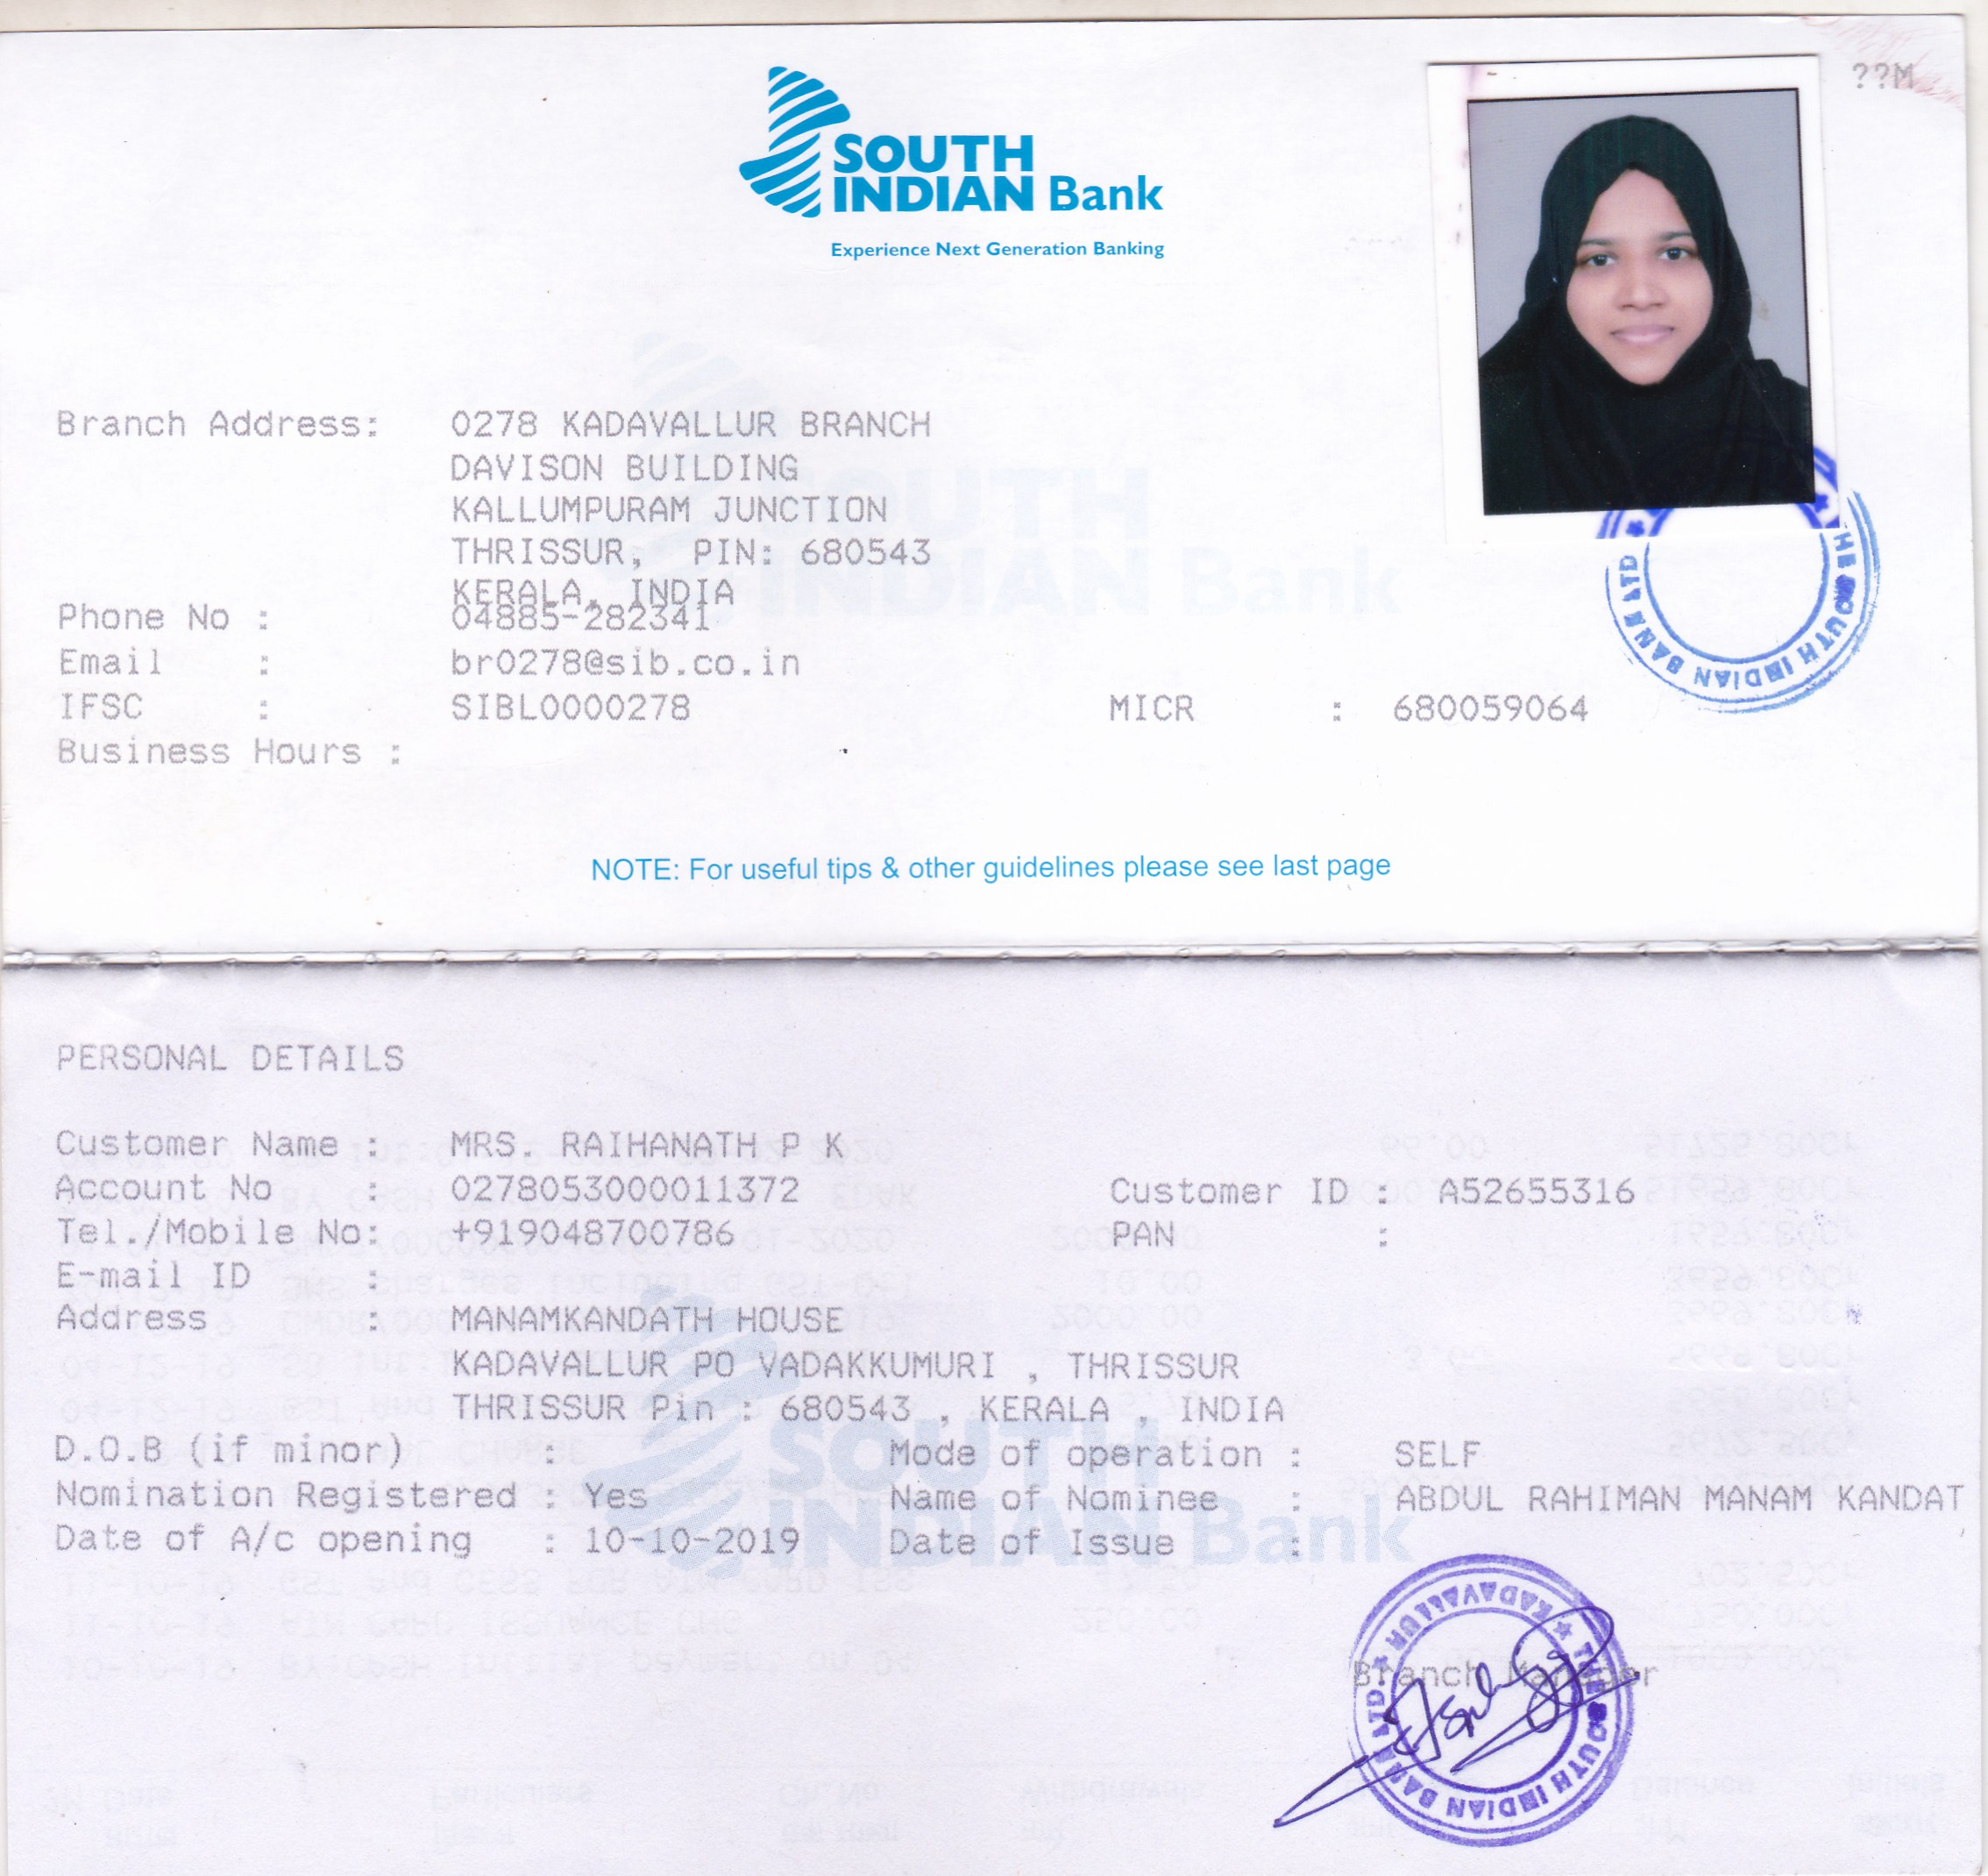 SOUTH
INDIAN Bank
Experience Next Generation Banking
??M
Branch Address: 0278 KADAVALLUR BRANCH
DAVISON BUILDING
KALLUMPURAM JUNCTION
THRISSUR, PIN: 680543
KERALA, INDIA
Phone No : 04885-282341
Email : br0278@sib.co.in
IFSC : SIBL0000278 MICR : 680059064
Business Hours :
THE SOUTH INDIAN BANK LTD
NOTE: For useful tips & other guidelines please see last page
PERSONAL DETAILS
Customer Name : MRS. RAIHANATH P K
Account No : 0278053000011372 Customer ID : A52655316
Tel./Mobile No: +919048700786 PAN :
E-mail ID :
Address : MANAMKANDATH HOUSE
KADAVALLUR PO VADAKKUMURI , THRISSUR
THRISSUR Pin : 680543 , KERALA , INDIA
D.O.B (if minor) : Mode of operation : SELF
Nomination Registered : Yes Name of Nominee : ABDUL RAHIMAN MANAM KANDAT
Date of A/c opening : 10-10-2019 Date of Issue :
SOUTH
INDIAN Bank
Branch Manager
THE SOUTH INDIAN BANK LTD. * KADAVALLUR *